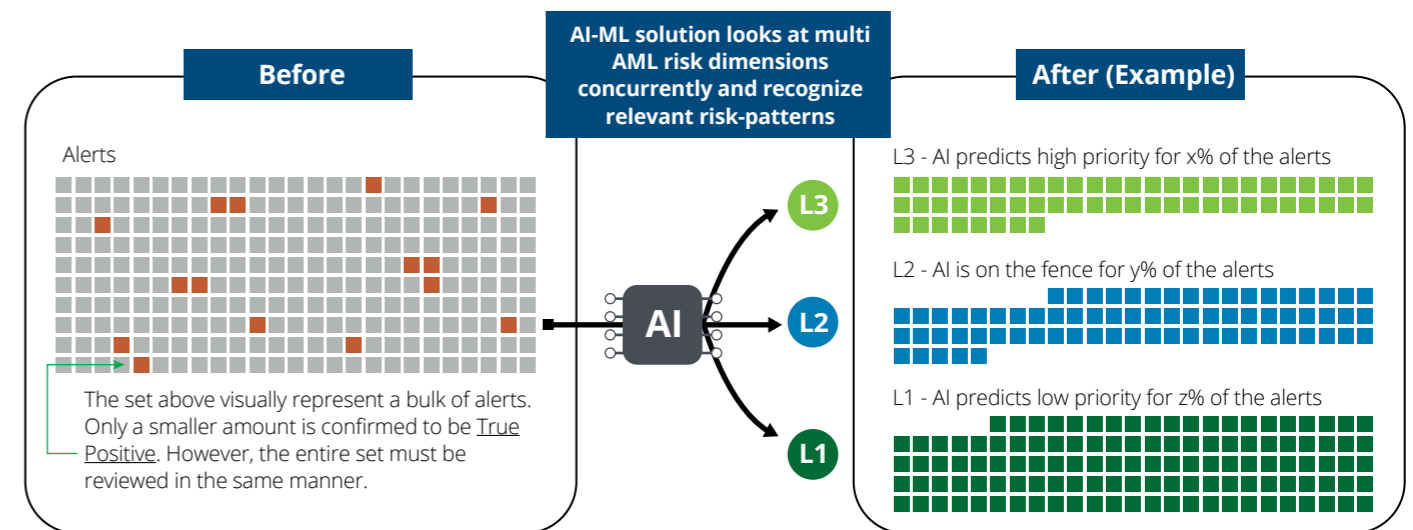 Before
Alerts
The set above visually represent a bulk of alerts.
Only a smaller amount is confirmed to be True
Positive. However, the entire set must be
reviewed in the same manner.
AI-ML solution looks at multi
AML risk dimensions
concurrently and recognize
relevant risk-patterns
AI
L3
L2
L1
After (Example)
L3 - AI predicts high priority for x% of the alerts
L2 - AI is on the fence for y% of the alerts
L1 - AI predicts low priority for z% of the alerts